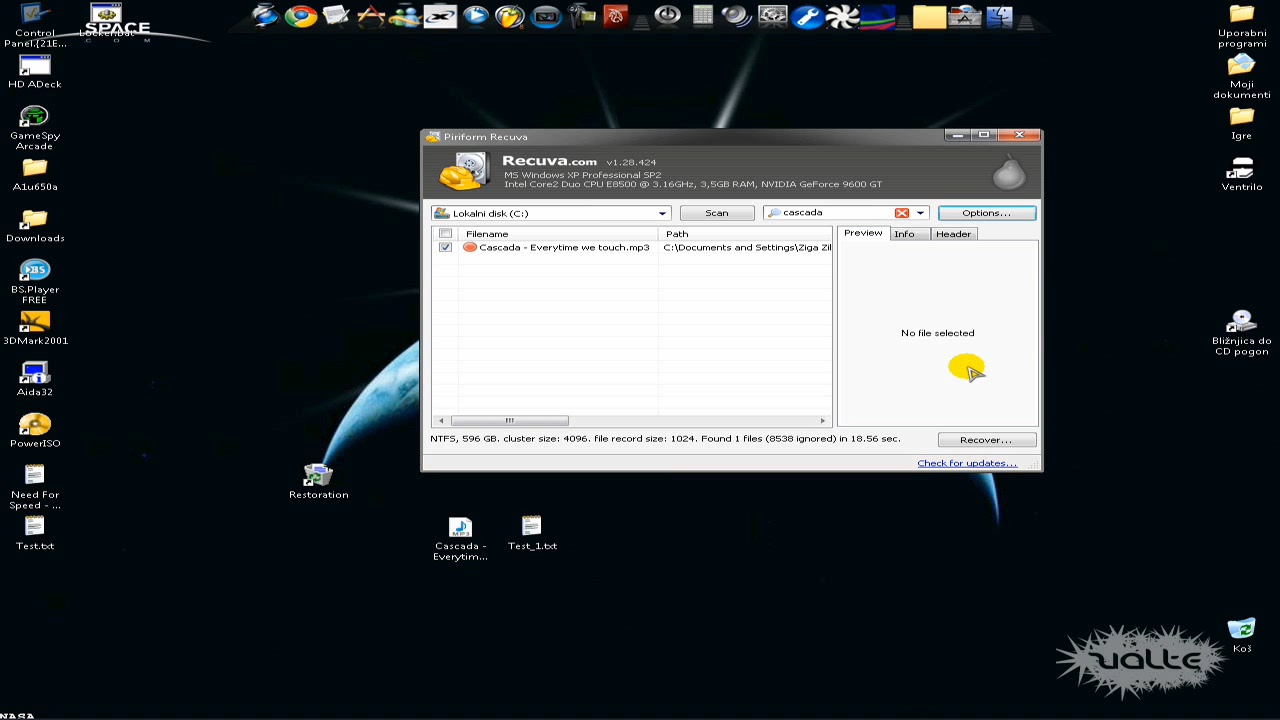 Control
Panel.{21E...
SPACE
C O M
HD ADeck
GameSpy
Arcade
A1u650a
Downloads
BS.Player
FREE
3DMark2001
Aida32
PowerISO
Need For
Speed - ...
Test.txt
NASA
Restoration
Cascada -
Everytim...
Test_1.txt
Piriform Recuva
Recuva.com v1.28.424
MS Windows XP Professional SP2
Intel Core2 Duo CPU E8500 @ 3.16GHz, 3,5GB RAM, NVIDIA GeForce 9600 GT
Lokalni disk (C:) Scan cascada Options...
Filename Path
Cascada - Everytime we touch.mp3 C:\Documents and Settings\Ziga Zil
Preview Info Header
No file selected
NTFS, 596 GB. cluster size: 4096. file record size: 1024. Found 1 files (8538 ignored) in 18.56 sec.
Recover...
Check for updates...
Uporabni
programi
Moji
dokumenti
Igre
Ventrilo
Bližnjica do
CD pogon
Koš
valte